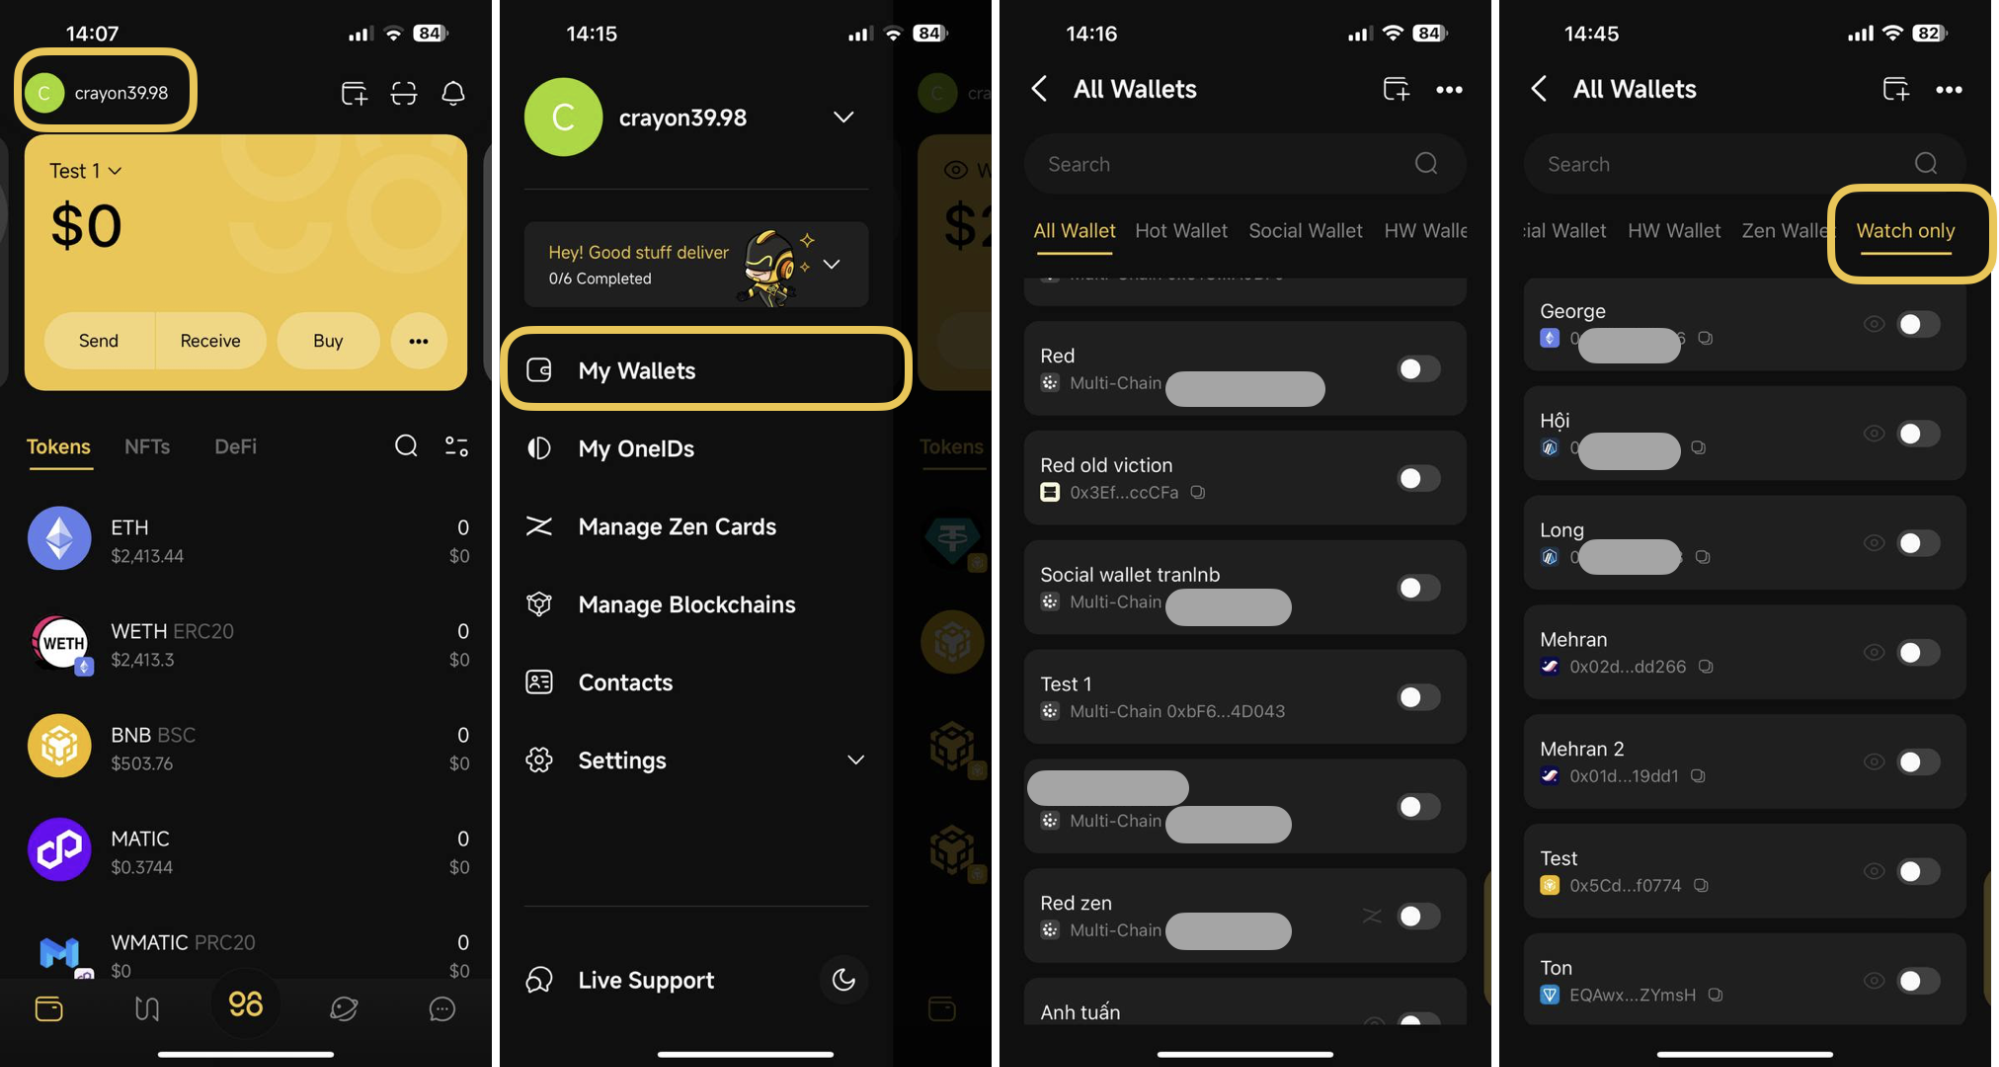 14:07
84
C crayon39.98
Test 1
$0
Send
Receive
Buy
Tokens
NFTs
DeFi
ETH
0
$2,413.44
$0
WETH
WETH ERC20
0
$2,413.3
$0
BNB BSC
0
$503.76
$0
MATIC
0
$0.3744
$0
WMATIC PRC20
0
$0
$0
98
14:15
84
C crayon39.98
Hey! Good stuff deliver
0/6 Completed
My Wallets
My OneIDs
Manage Zen Cards
Manage Blockchains
Contacts
Settings
Live Support
C
Tokens
14:16
84
All Wallets
Search
All Wallet
Hot Wallet
Social Wallet
HW Walle
Red
Multi-Chain
Red old viction
0x3Ef...ccCFa
Social wallet tranlnb
Multi-Chain
Test 1
Multi-Chain 0xbF6...4D043
Multi-Chain
Red zen
Multi-Chain
Anh tuấn
14:45
82
All Wallets
Search
ial Wallet
HW Wallet
Zen Walle
Watch only
George
Hội
Long
Mehran
0x02d...dd266
Mehran 2
0x01d...19dd1
Test
0x5Cd...f0774
Ton
EQAwx...ZYmsH